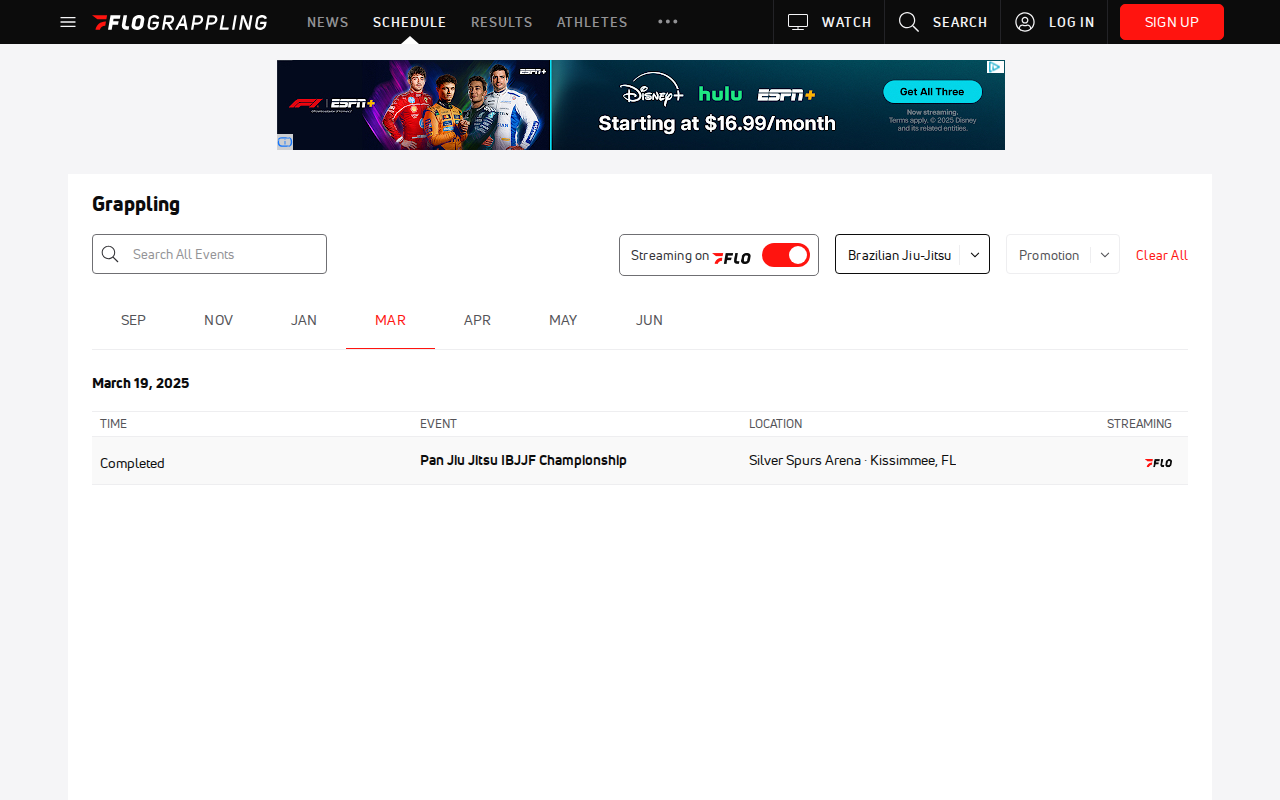 FLOGRAPPLING NEWS SCHEDULE RESULTS ATHLETES WATCH SEARCH LOG IN SIGN UP
F1 ESPN+ ESPN+
Disney+ hulu ESPN+
Starting at $16.99/month
Get All Three
Now streaming.
Terms apply. © 2025 Disney
and its related entities.
Grappling
Search All Events
Streaming on FLO
Brazilian Jiu-Jitsu
Promotion
Clear All
SEP NOV JAN MAR APR MAY JUN
March 19, 2025
TIME EVENT LOCATION STREAMING
Completed Pan Jiu Jitsu IBJJF Championship Silver Spurs Arena · Kissimmee, FL FLO